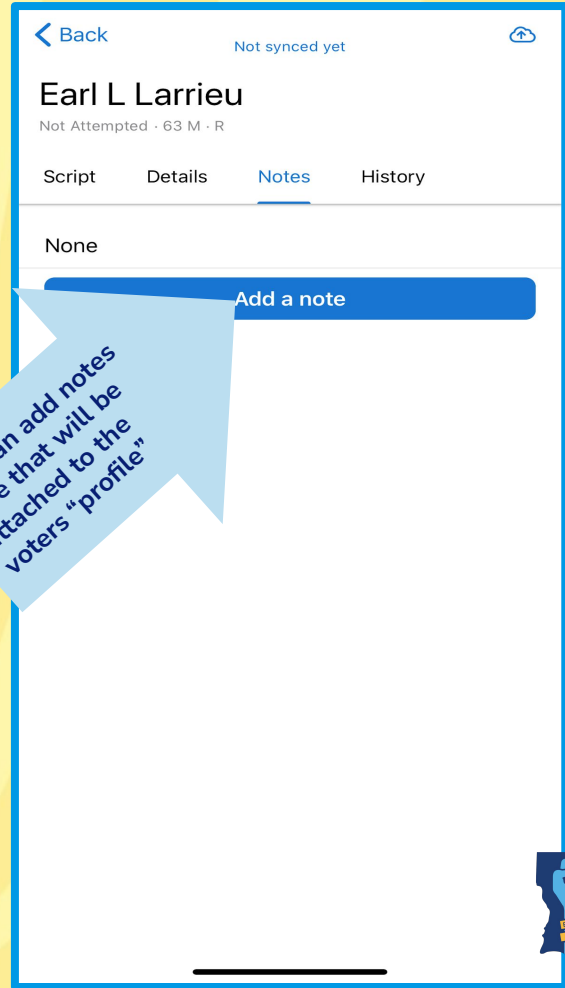 Back
Not synced yet
Earl L Larrieu
Not Attempted · 63 M · R
Script Details Notes History
None
Add a note
add notes
that will be
to the
voters “profile”